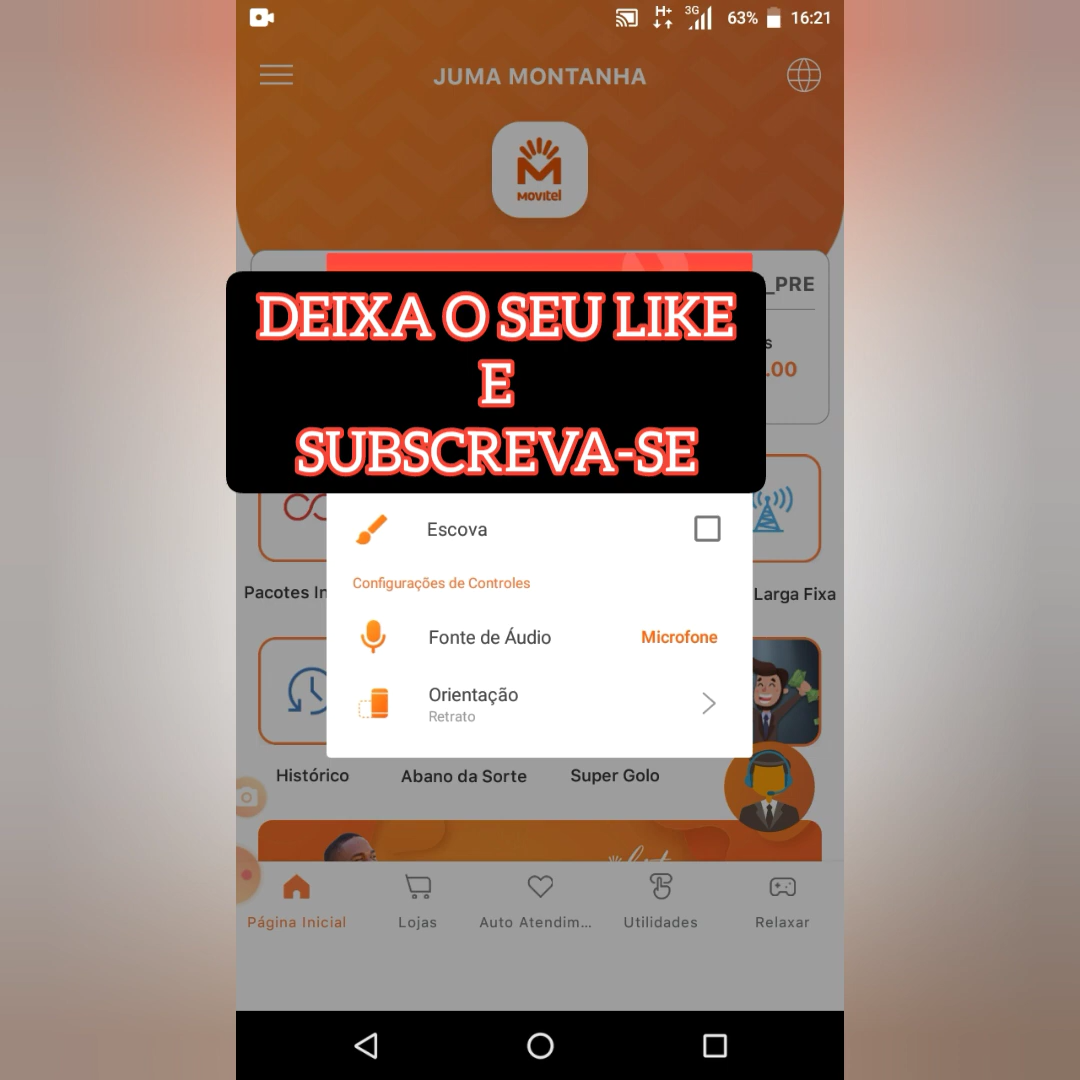 H+
3G
63%
16:21
JUMA MONTANHA
MOVITEL
_PRE
s
.00
DEIXA O SEU LIKE
E
SUBSCREVA-SE
Escova
Configurações de Controles
Pacotes In
Larga Fixa
Fonte de Áudio
Microfone
Orientação
Retrato
Histórico
Abano da Sorte
Super Golo
Página Inicial
Lojas
Auto Atendim...
Utilidades
Relaxar